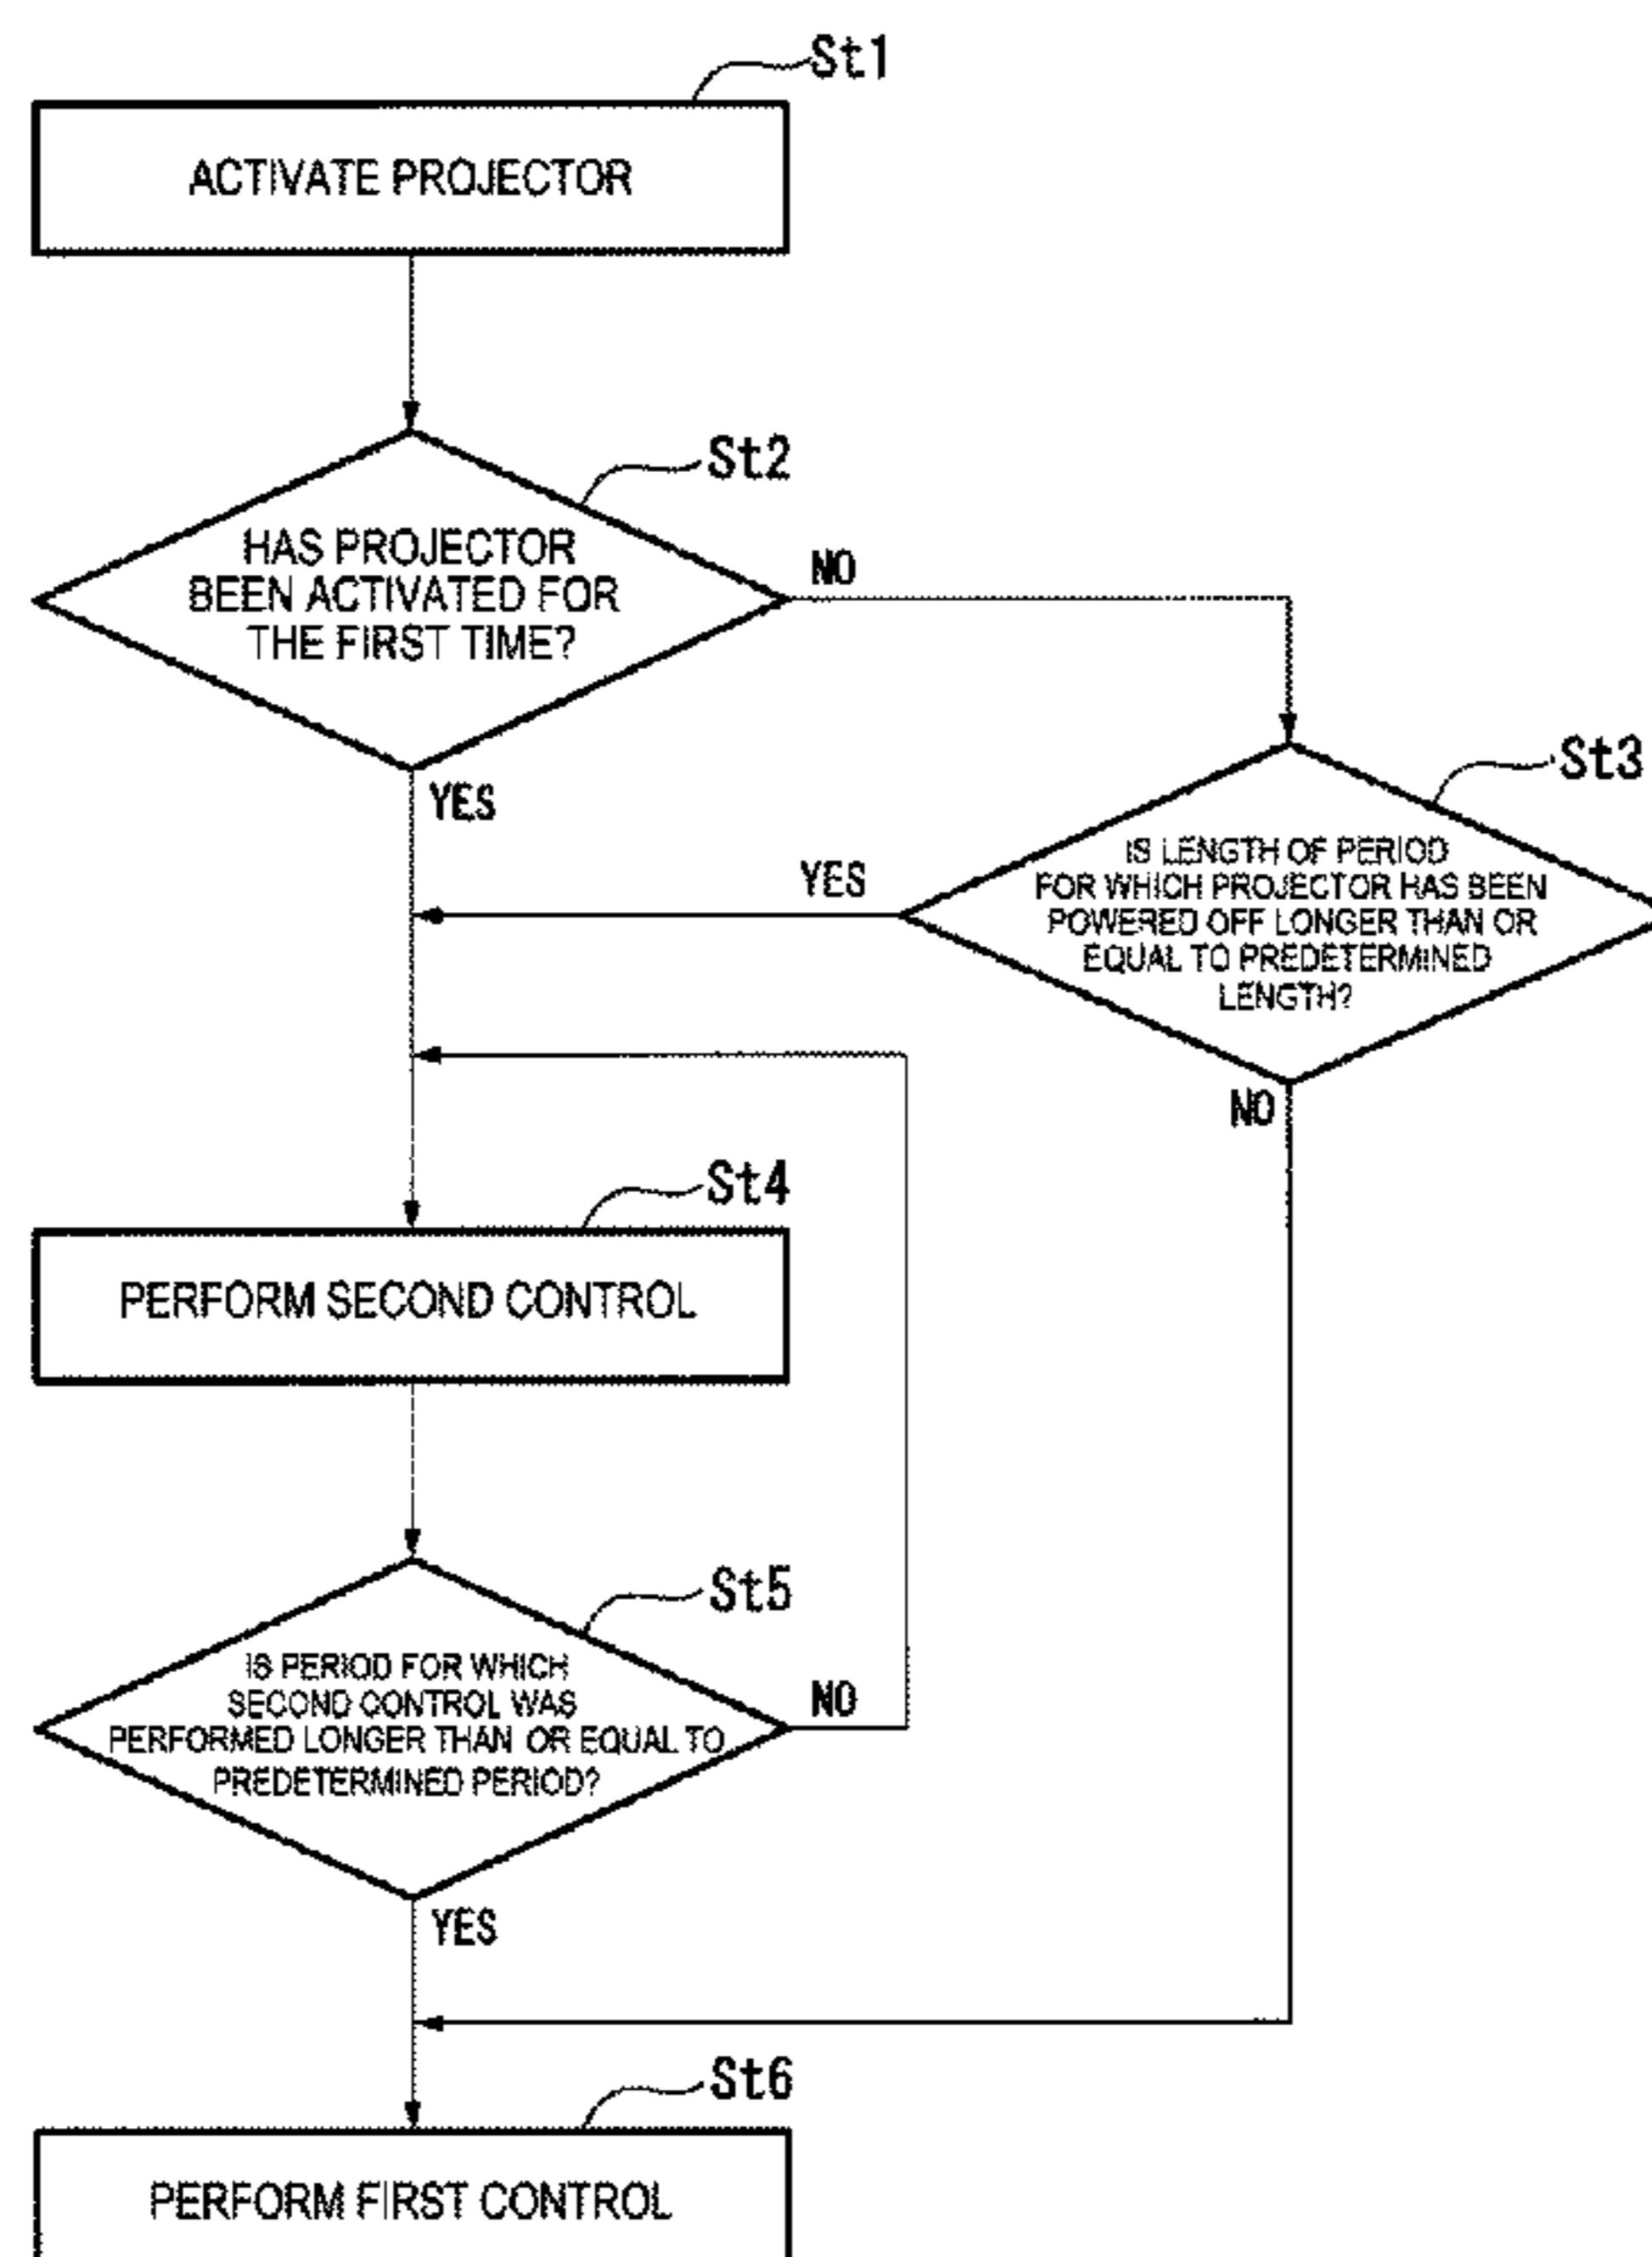 St1
ACTIVATE PROJECTOR
St2
HAS PROJECTOR
BEEN ACTIVATED FOR
THE FIRST TIME?
NO
YES
St3
IS LENGTH OF PERIOD
FOR WHICH PROJECTOR HAS BEEN
POWERED OFF LONGER THAN OR
EQUAL TO PREDETERMINED
LENGTH?
YES
NO
St4
PERFORM SECOND CONTROL
St5
IS PERIOD FOR WHICH
SECOND CONTROL WAS
PERFORMED LONGER THAN OR EQUAL TO
PREDETERMINED PERIOD?
NO
YES
St6
PERFORM FIRST CONTROL